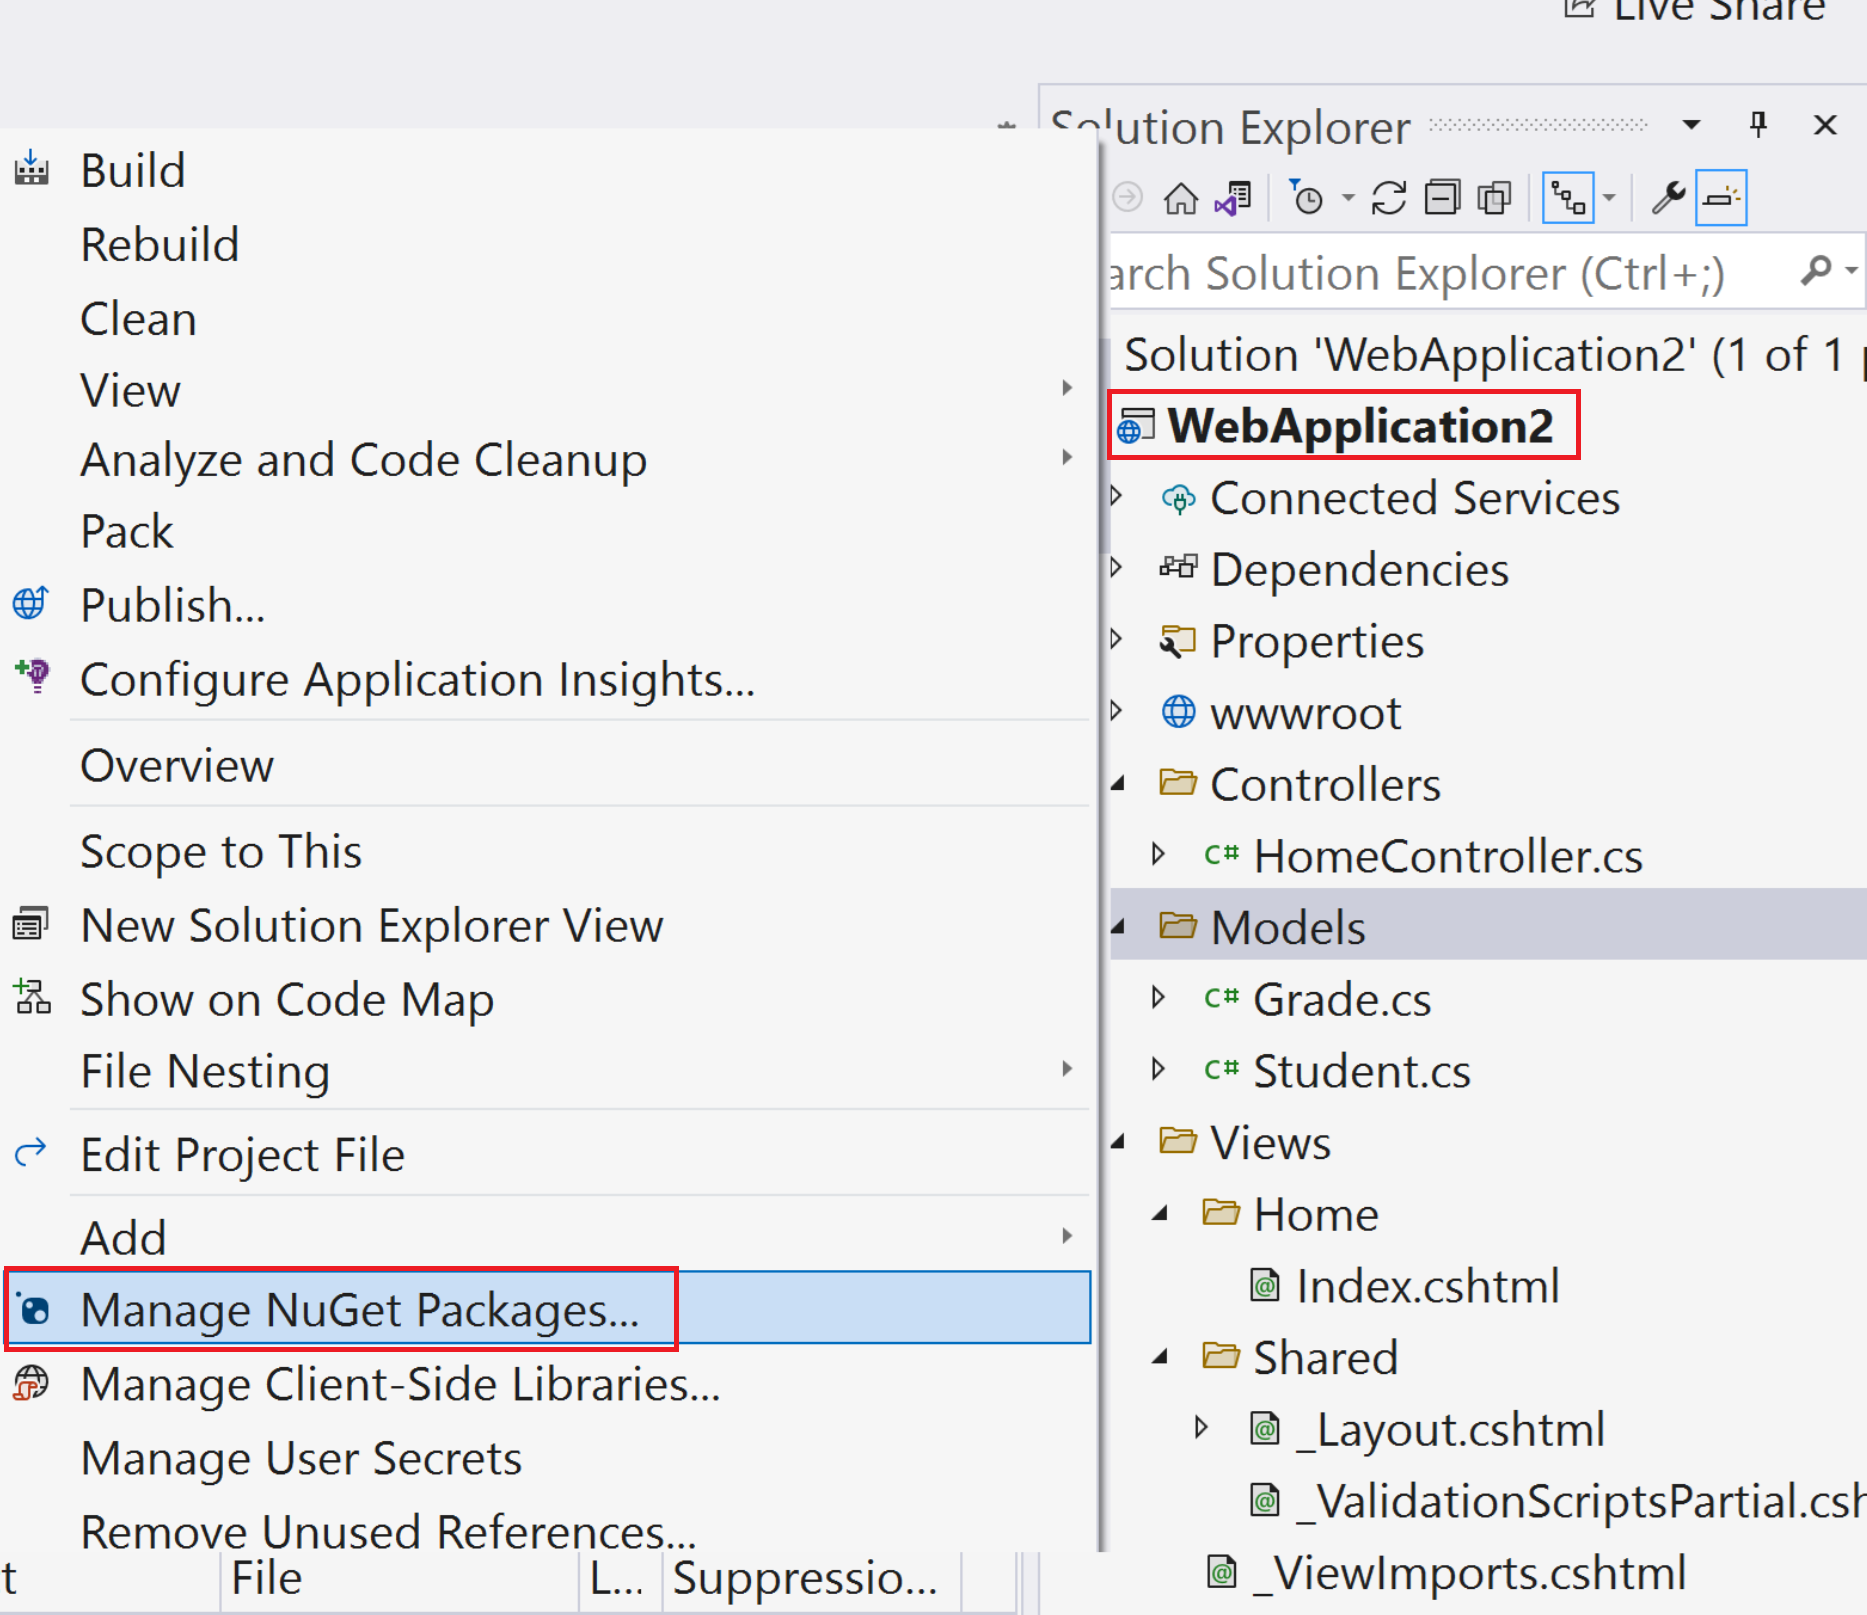 Live Share
Solution Explorer
arch Solution Explorer (Ctrl+;)
Build
Rebuild
Clean
View
Analyze and Code Cleanup
Pack
Publish...
Configure Application Insights...
Overview
Scope to This
New Solution Explorer View
Show on Code Map
File Nesting
Edit Project File
Add
Manage NuGet Packages...
Manage Client-Side Libraries...
Manage User Secrets
Remove Unused References...
t
File
L...
Suppressio...
Solution 'WebApplication2' (1 of 1 p
WebApplication2
Connected Services
Dependencies
Properties
wwwroot
Controllers
C# HomeController.cs
Models
C# Grade.cs
C# Student.cs
Views
Home
@ Index.cshtml
Shared
@ _Layout.cshtml
@ _ValidationScriptsPartial.csh
@ _ViewImports.cshtml